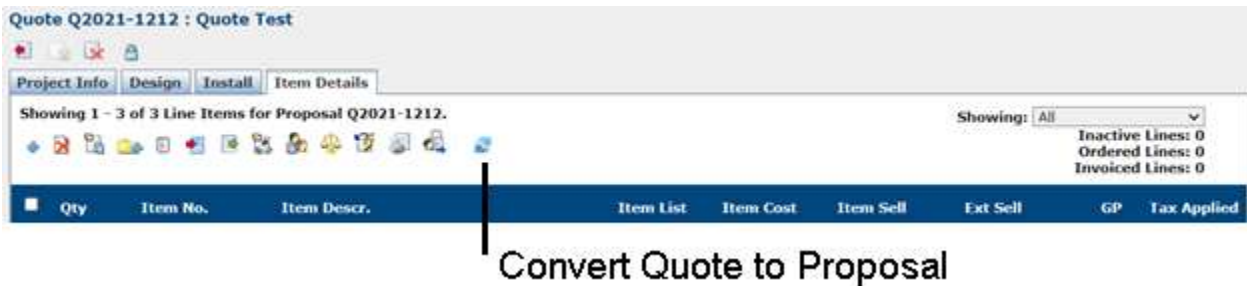 Quote Q2021-1212 : Quote Test
Project Info Design Install Item Details
Showing 1 - 3 of 3 Line Items for Proposal Q2021-1212.
Showing: All
Inactive Lines: 0
Ordered Lines: 0
Invoiced Lines: 0
Qty Item No. Item Descr. Item List Item Cost Item Sell Ext Sell GP Tax Applied
Convert Quote to Proposal